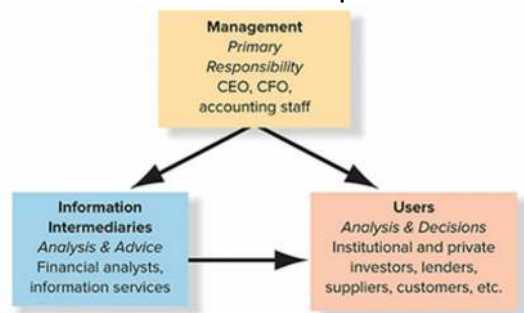 Management
Primary
Responsibility
CEO, CFO,
accounting staff
Information
Intermediaries
Analysis & Advice
Financial analysts,
information services
Users
Analysis & Decisions
Institutional and private
investors, lenders,
suppliers, customers, etc.